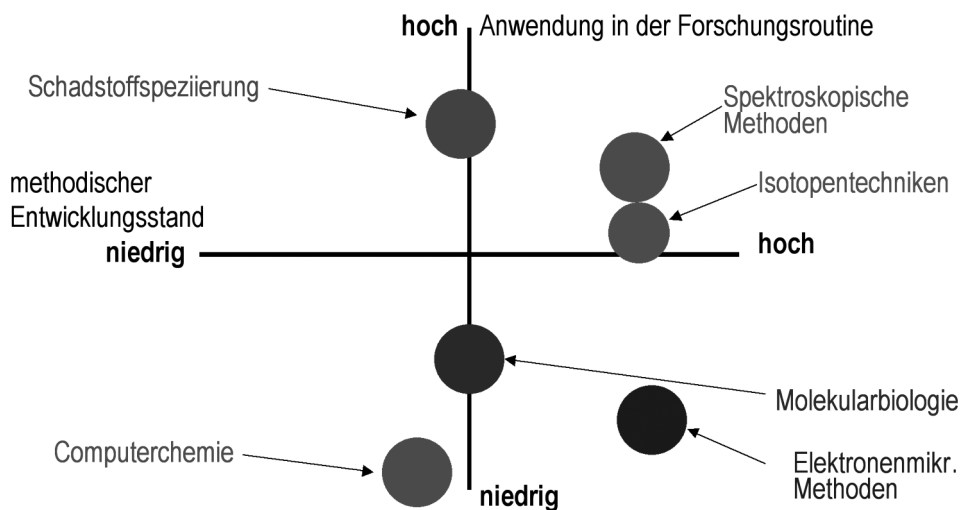 hoch Anwendung in der Forschungsroutine
Schadstoffspeziierung
Spektroskopische
Methoden
methodischer
Entwicklungsstand
niedrig
Isotopentechniken
hoch
Molekularbiologie
Computerchemie
Elektronenmikr.
Methoden
niedrig